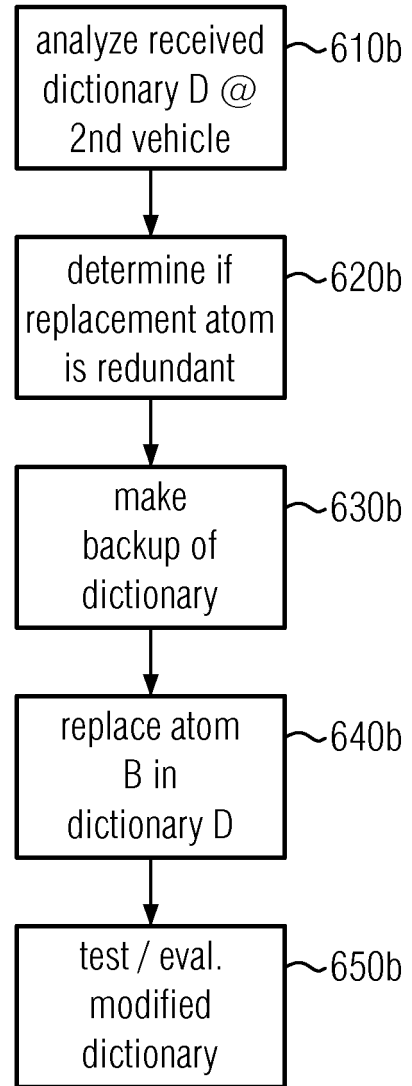 analyze received
dictionary D @
2nd vehicle
610b
determine if
replacement atom
is redundant
620b
make
backup of
dictionary
630b
replace atom
B in
dictionary D
640b
test / eval.
modified
dictionary
650b